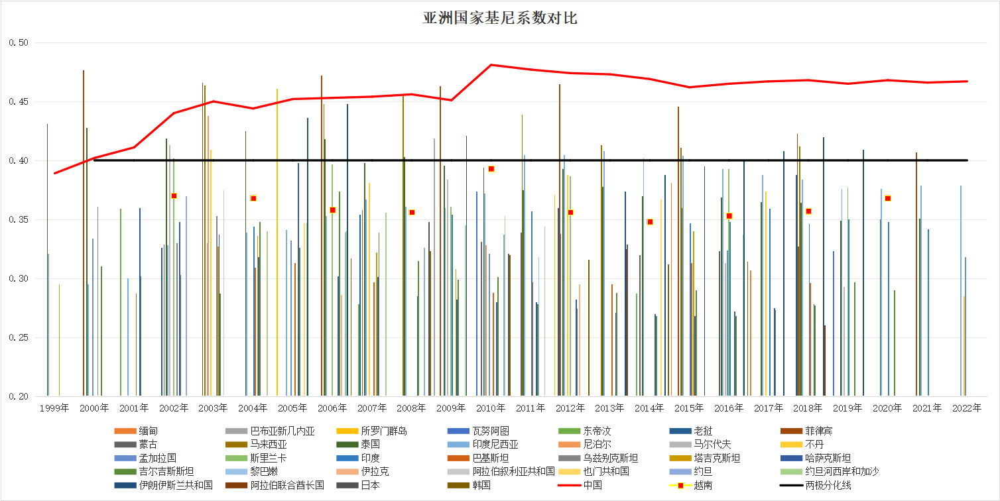 亚洲国家基尼系数对比
0.50
0.45
0.40
0.35
0.30
0.25
0.20
1999年 2000年 2001年 2002年 2003年 2004年 2005年 2006年 2007年 2008年 2009年 2010年 2011年 2012年 2013年 2014年 2015年 2016年 2017年 2018年 2019年 2020年 2021年 2022年
缅甸 巴布亚新几内亚 所罗门群岛 瓦努阿图 东帝汶 老挝 菲律宾
蒙古 马来西亚 泰国 印度尼西亚 尼泊尔 马尔代夫 不丹
孟加拉国 斯里兰卡 印度 巴基斯坦 乌兹别克斯坦 塔吉克斯坦 哈萨克斯坦
吉尔吉斯斯坦 黎巴嫩 伊拉克 阿拉伯叙利亚共和国 也门共和国 约旦 约旦河西岸和加沙
伊朗伊斯兰共和国 阿拉伯联合酋长国 日本 韩国 中国 越南 两极分化线